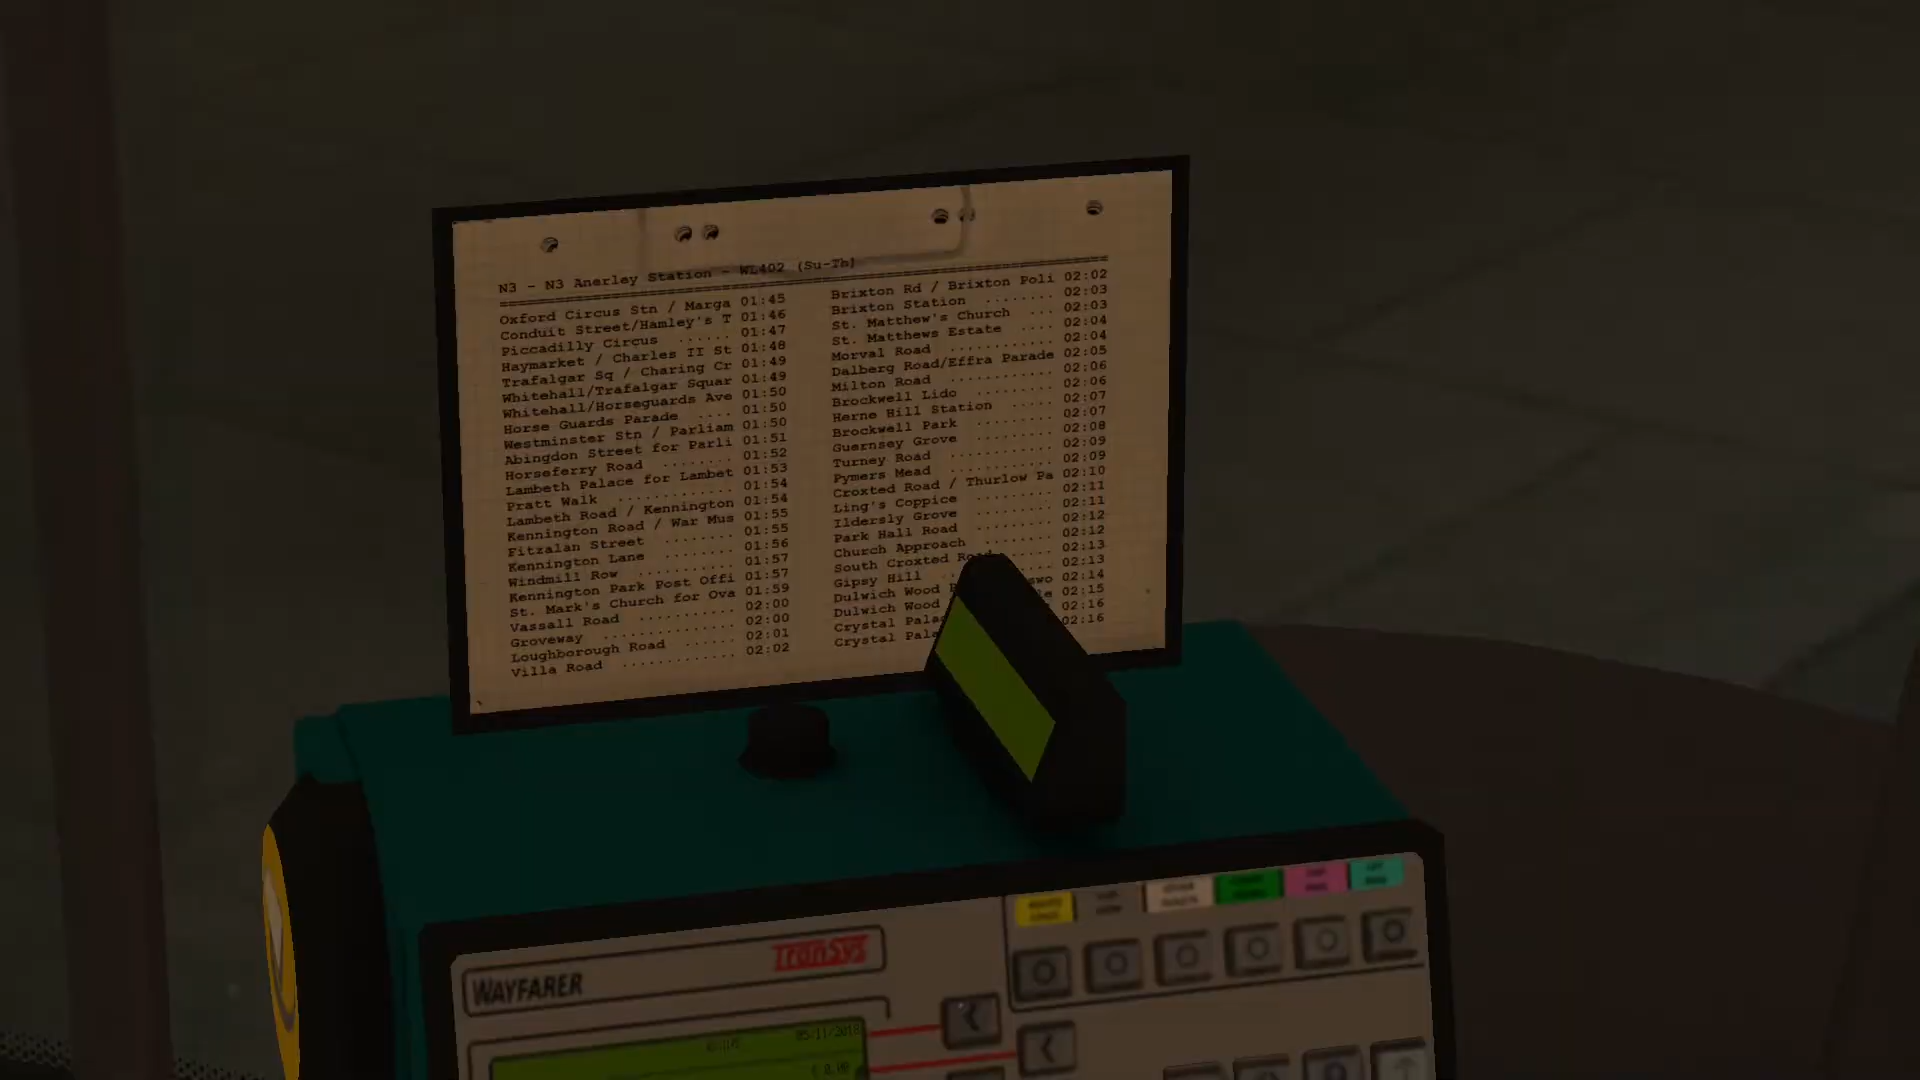 N3 - N3 Anerley Station - WL402 (Su-Th)
Oxford Circus Stn / Marga 01:45
Conduit Street/Hamley's T 01:46
Piccadilly Circus ...... 01:47
Haymarket / Charles II St 01:48
Trafalgar Sq / Charing Cr 01:49
Whitehall/Trafalgar Squar 01:49
Whitehall/Horseguards Ave 01:50
Horse Guards Parade .... 01:50
Westminster Stn / Parliam 01:50
Abingdon Street for Parli 01:51
Horseferry Road ........ 01:52
Lambeth Palace for Lambet 01:53
Pratt Walk ............. 01:54
Lambeth Road / Kennington 01:54
Kennington Road / War Mus 01:55
Fitzalan Street ........ 01:55
Kennington Lane ........ 01:56
Windmill Row ........... 01:57
Kennington Park Post Offi 01:57
St. Mark's Church for Ova 01:59
Vassall Road ........... 02:00
Groveway ............... 02:00
Loughborough Road ...... 02:01
Villa Road ............. 02:02
Brixton Rd / Brixton Poli 02:02
Brixton Station ........ 02:03
St. Matthew's Church ... 02:03
St. Matthews Estate .... 02:04
Morval Road ............ 02:04
Dalberg Road/Effra Parade 02:05
Milton Road ............ 02:06
Brockwell Lido ......... 02:06
Herne Hill Station ..... 02:07
Brockwell Park ......... 02:07
Guernsey Grove ......... 02:08
Turney Road ............ 02:09
Pymers Mead ............ 02:09
Croxted Road / Thurlow Pa 02:10
Ling's Coppice ......... 02:11
Ildersly Grove ......... 02:11
Park Hall Road ......... 02:12
Church Approach ........ 02:12
South Croxted Road ..... 02:13
Gipsy Hill ..... 02:13
Dulwich Wood 02:14
Dulwich Wood 02:15
Crystal 02:16
Crystal 02:16
WAYFARER
TranSys
05/11/2018